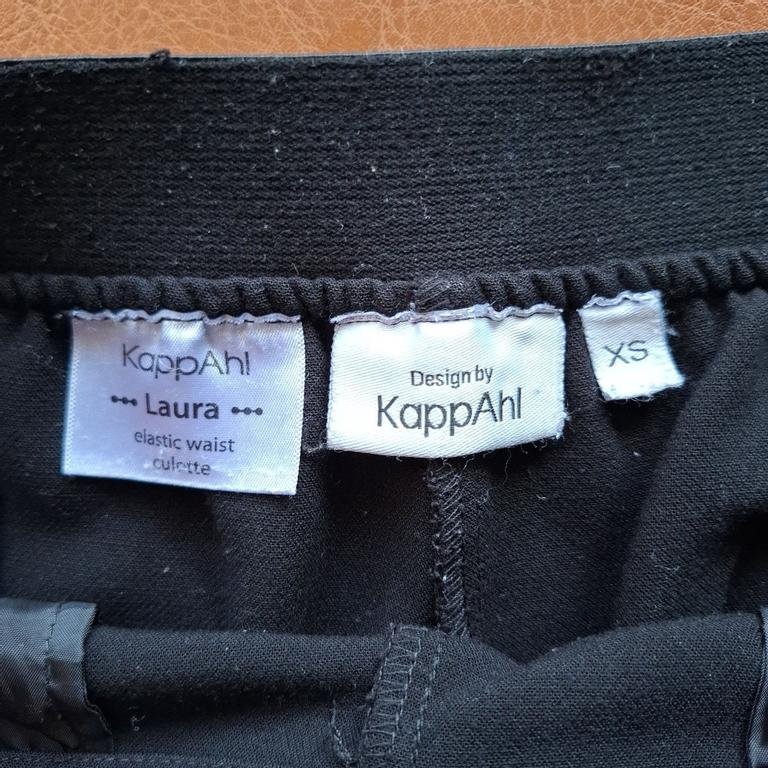 KappAhl
Laura
elastic waist
culotte
Design by
KappAhl
XS